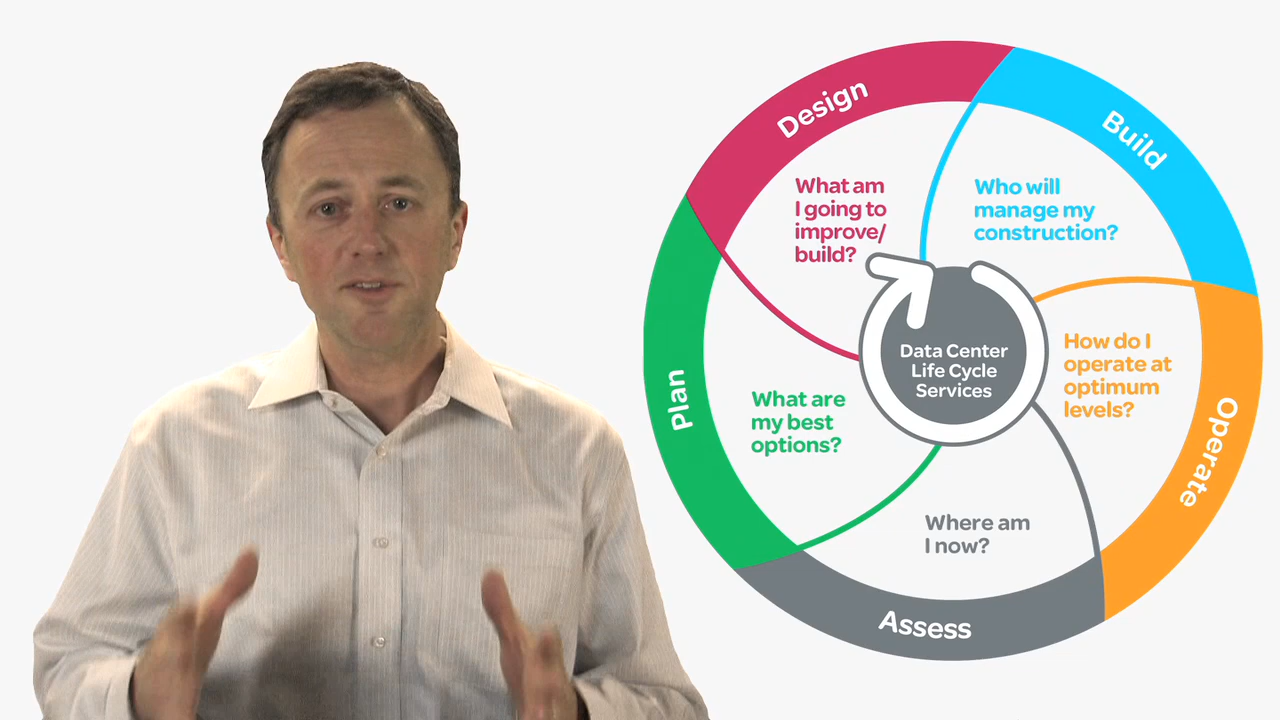 Design
Build
What am
I going to
improve/
build?
Who will
manage my
construction?
How do I
operate at
optimum
levels?
Data Center
Life Cycle
Services
Plan
What are
my best
options?
Operate
Where am
I now?
Assess